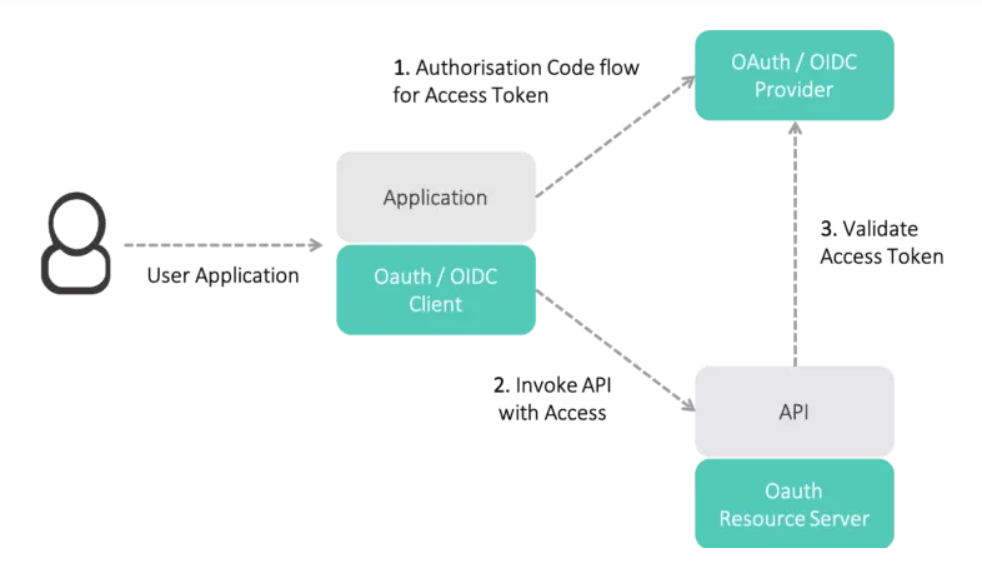 1. Authorisation Code flow
for Access Token
OAuth / OIDC
Provider
Application
User Application
Oauth / OIDC
Client
3. Validate
Access Token
2. Invoke API
with Access
API
Oauth
Resource Server